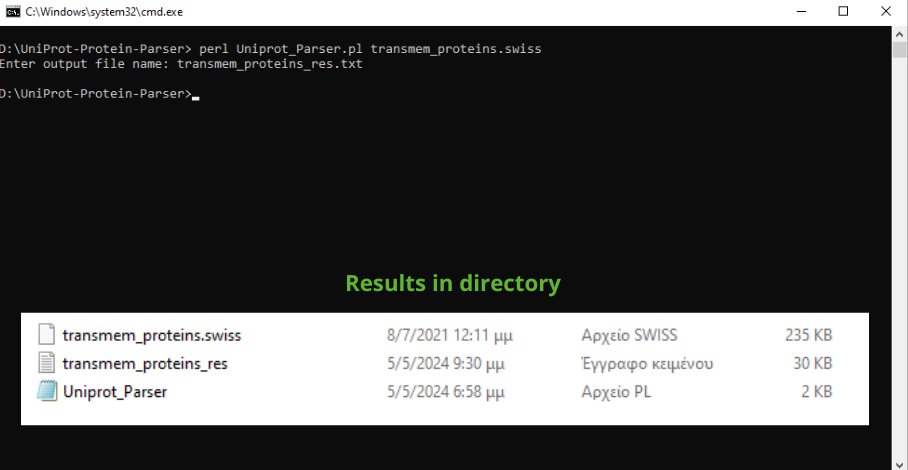 C:\Windows\system32\cmd.exe
D:\UniProt-Protein-Parser> perl Uniprot_Parser.pl transmem_proteins.swiss
Enter output file name: transmem_proteins_res.txt
D:\UniProt-Protein-Parser>
Results in directory
transmem_proteins.swiss 8/7/2021 12:11 μμ Αρχείο SWISS 235 KB
transmem_proteins_res 5/5/2024 9:30 μμ Έγγραφο κειμένου 30 KB
Uniprot_Parser 5/5/2024 6:58 μμ Αρχείο PL 2 KB